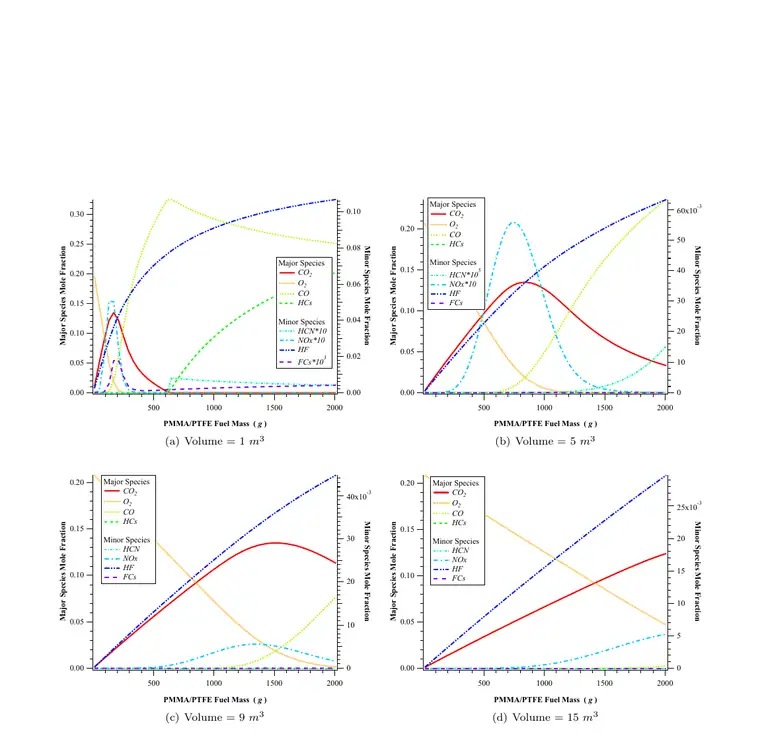 0.30
0.25
0.20
0.15
0.10
0.05
0.00
Major Species Mole Fraction
0.10
0.08
0.06
0.04
0.02
0.00
Minor Species Mole Fraction
Major Species
CO2
O2
CO
HCs
Minor Species
HCN*10
NOx*10
HF
FCs*10^3
500
1000
1500
2000
PMMA/PTFE Fuel Mass ( g )
(a) Volume = 1 m^3
0.20
0.15
0.10
0.05
0.00
Major Species Mole Fraction
60x10^-3
50
40
30
20
10
0
Minor Species Mole Fraction
Major Species
CO2
O2
CO
HCs
Minor Species
HCN*10^3
NOx*10
HF
FCs
500
1000
1500
2000
PMMA/PTFE Fuel Mass ( g )
(b) Volume = 5 m^3
0.20
0.15
0.10
0.05
0.00
Major Species Mole Fraction
40x10^-3
30
20
10
0
Minor Species Mole Fraction
Major Species
CO2
O2
CO
HCs
Minor Species
HCN
NOx
HF
FCs
500
1000
1500
2000
PMMA/PTFE Fuel Mass ( g )
(c) Volume = 9 m^3
0.20
0.15
0.10
0.05
0.00
Major Species Mole Fraction
25x10^-3
20
15
10
5
0
Minor Species Mole Fraction
Major Species
CO2
O2
CO
HCs
Minor Species
HCN
NOx
HF
FCs
500
1000
1500
2000
PMMA/PTFE Fuel Mass ( g )
(d) Volume = 15 m^3